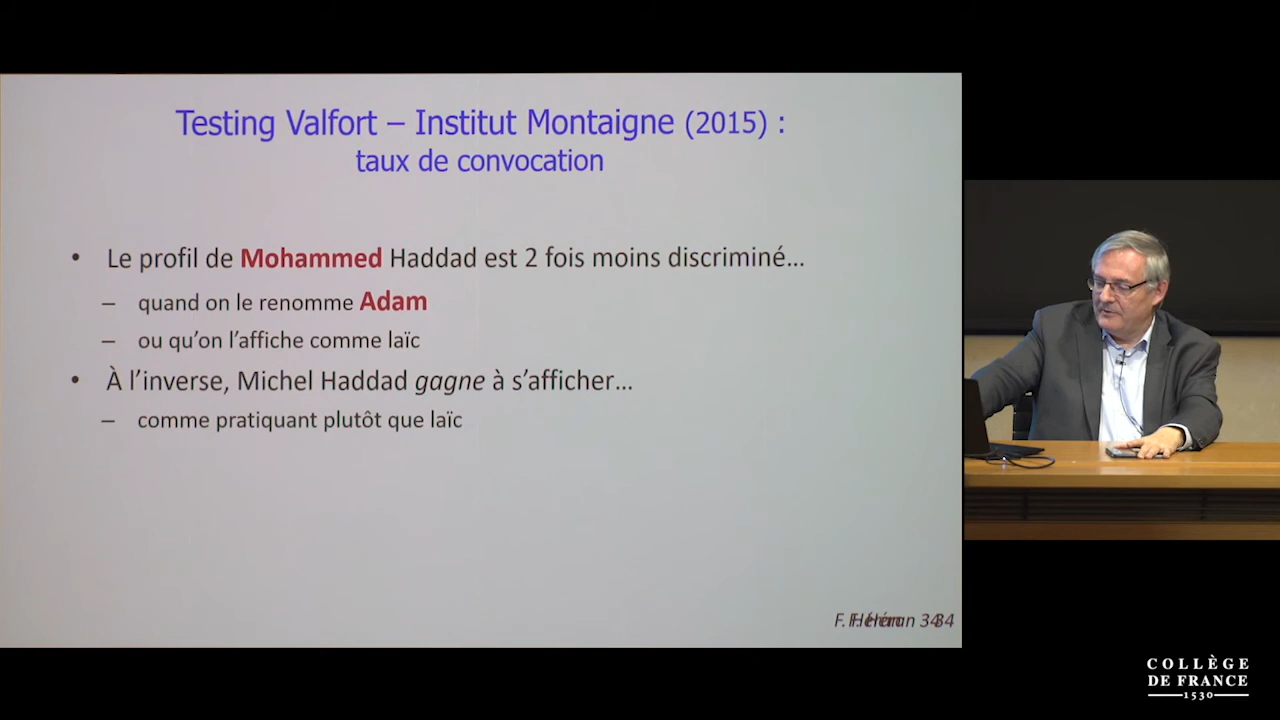 Testing Valfort – Institut Montaigne (2015) :
taux de convocation
• Le profil de Mohammed Haddad est 2 fois moins discriminé...
– quand on le renomme Adam
– ou qu'on l'affiche comme laïc
• À l'inverse, Michel Haddad gagne à s'afficher...
– comme pratiquant plutôt que laïc
F. Héran 34
COLLÈGE
DE FRANCE
1530